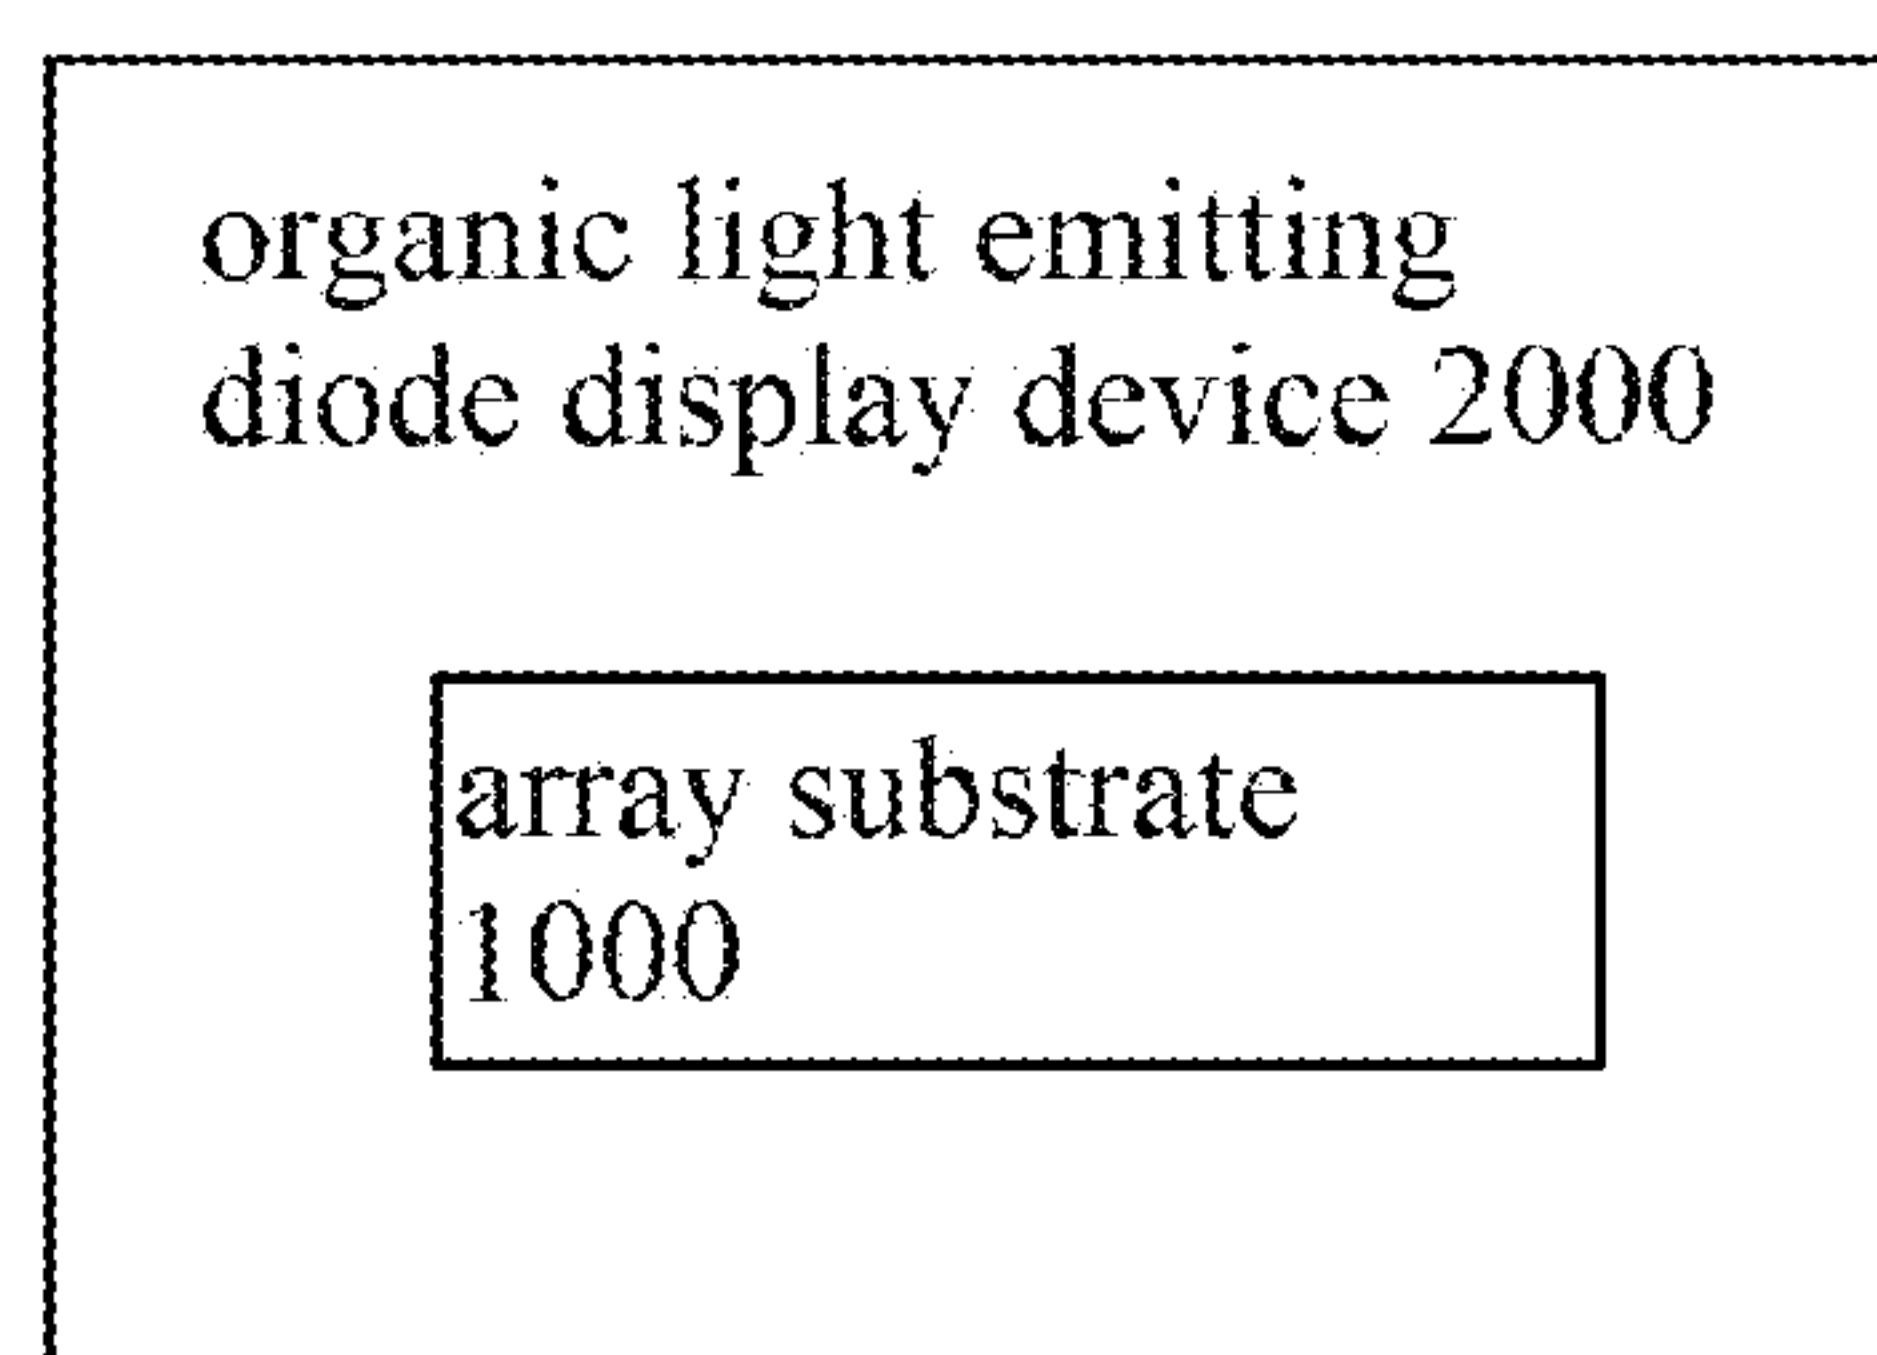 organic light emitting
diode display device 2000
array substrate
1000